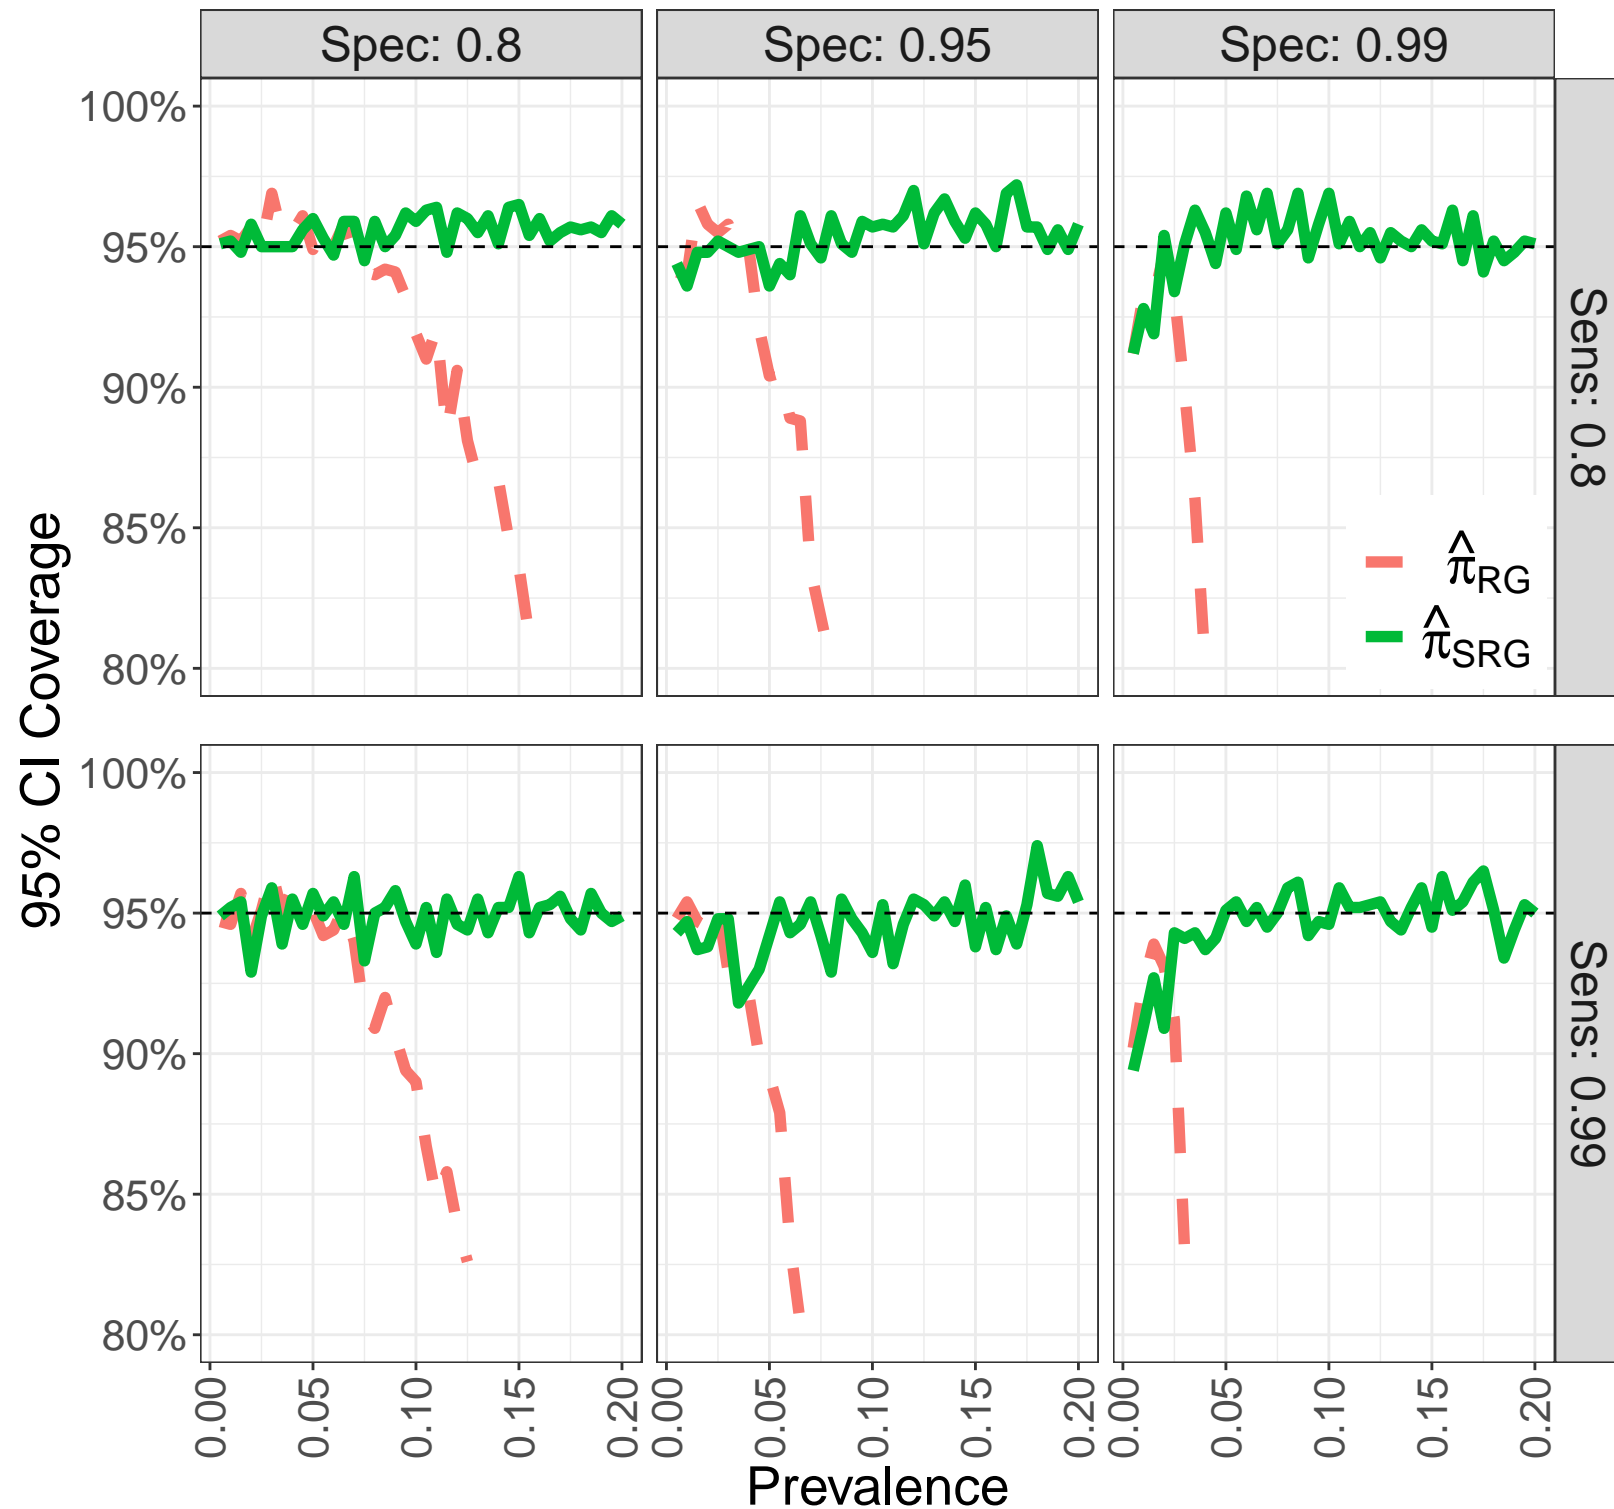 Spec: 0.8
Spec: 0.95
Spec: 0.99
Sens: 0.8
Sens: 0.99
95% CI Coverage
100%
95%
90%
85%
80%
100%
95%
90%
85%
80%
π̂RG
π̂SRG
0.00 0.05 0.10 0.15 0.20
0.00 0.05 0.10 0.15 0.20
0.00 0.05 0.10 0.15 0.20
Prevalence